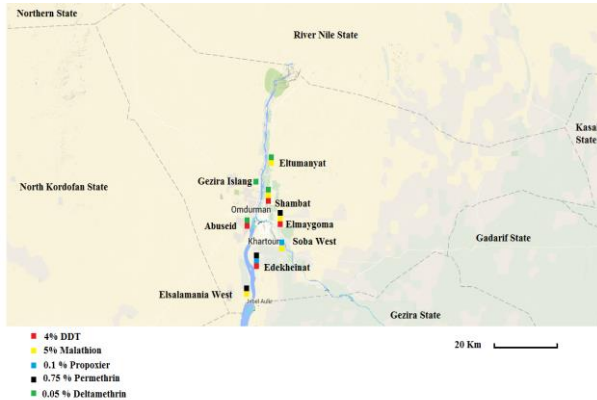 Northern State
River Nile State
Kasa
State
Eltumanyat
Gezira Islang
North Kordofan State
Shambat
Omdurman
Elmaygoma
Abuseid
Khartoum
Soba West
Gadarif State
Edekheinat
Elsalamania West
Gezira State
4% DDT
5% Malathion
0.1 % Propoxier
0.75 % Permethrin
0.05 % Deltamethrin
20 Km